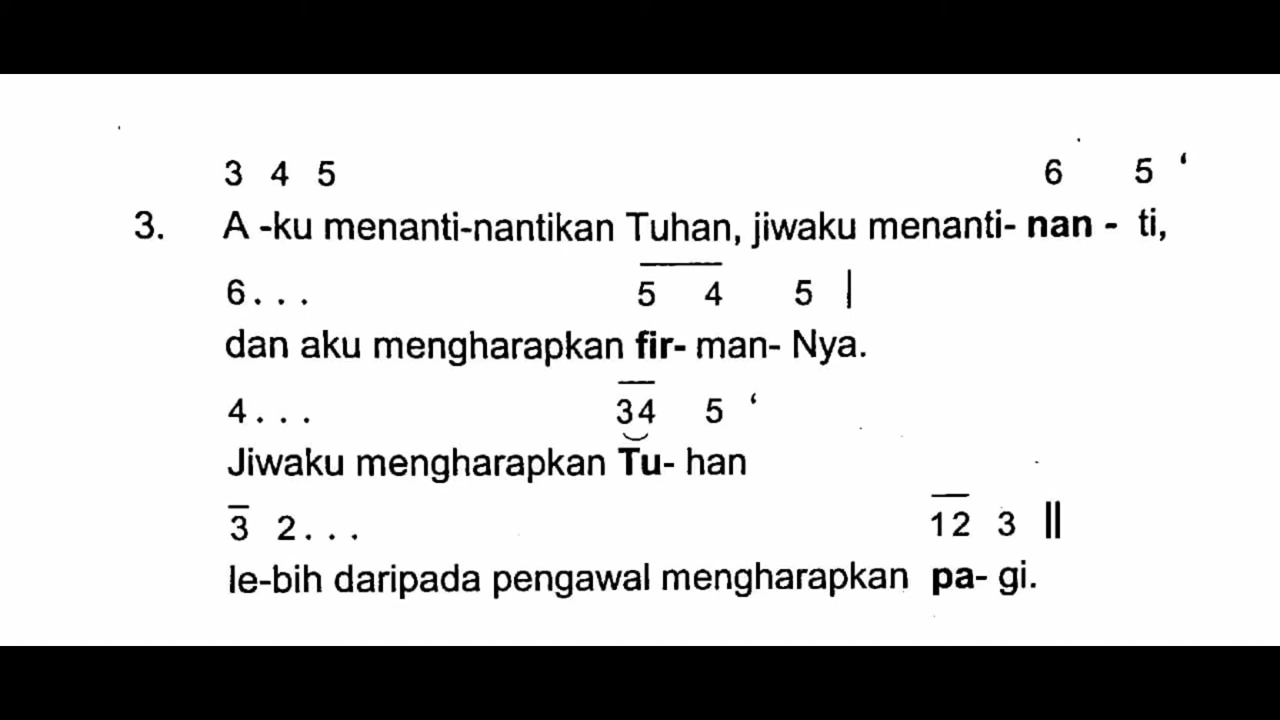 3 4 5 6 5 ‘
3. A -ku menanti-nantikan Tuhan, jiwaku menanti- nan - ti,
6 . . . 5 4 5 |
dan aku mengharapkan fir- man- Nya.
4 . . . 34 5 ‘
Jiwaku mengharapkan Tu- han
3 2 . . . 12 3 ||
le-bih daripada pengawal mengharapkan pa- gi.